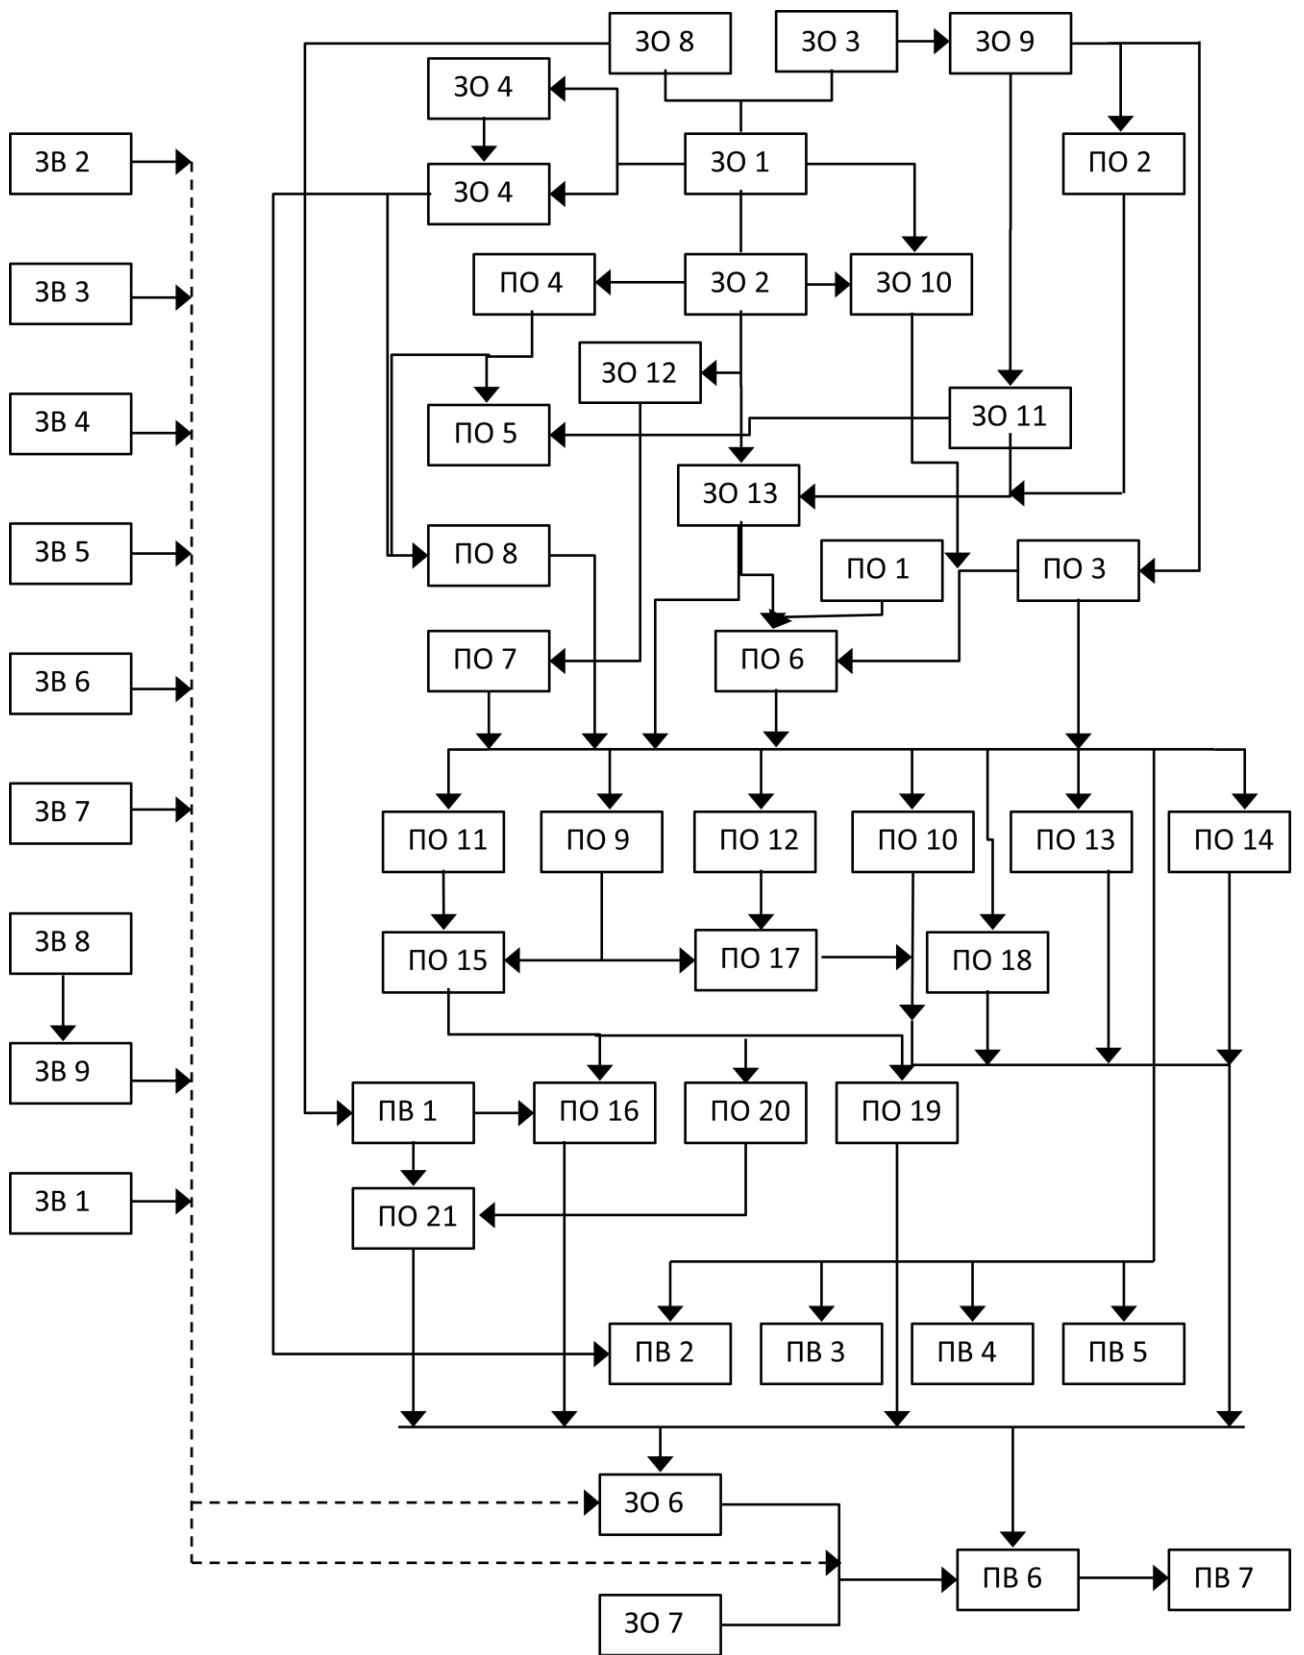 ЗО 8
ЗО 3
ЗО 9
ЗО 4
ЗВ 2
ЗО 1
ПО 2
ЗО 4
ЗВ 3
ПО 4
ЗО 2
ЗО 10
ЗО 12
ЗВ 4
ПО 5
ЗО 11
ЗО 13
ЗВ 5
ПО 8
ПО 1
ПО 3
ЗВ 6
ПО 7
ПО 6
ЗВ 7
ПО 11
ПО 9
ПО 12
ПО 10
ПО 13
ПО 14
ЗВ 8
ПО 15
ПО 17
ПО 18
ЗВ 9
ПВ 1
ПО 16
ПО 20
ПО 19
ЗВ 1
ПО 21
ПВ 2
ПВ 3
ПВ 4
ПВ 5
ЗО 6
ПВ 6
ПВ 7
ЗО 7